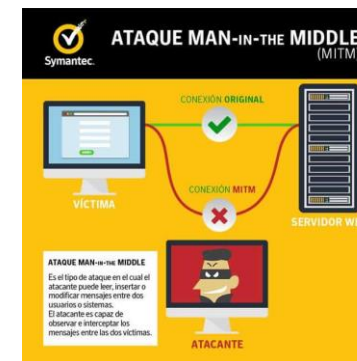 ATAQUE MAN-IN-THE MIDDLE
(MITM
Symantec.
CONEXIÓN ORIGINAL
VÍCTIMA
CONEXIÓN MITM
SERVIDOR W
ATAQUE MAN-IN-THE MIDDLE
Es el tipo de ataque en el cual el
atacante puede leer, insertar o
modificar mensajes entre dos
usuarios o sistemas.
El atacante es capaz de
observar e interceptar los
mensajes entre las dos víctimas.
ATACANTE